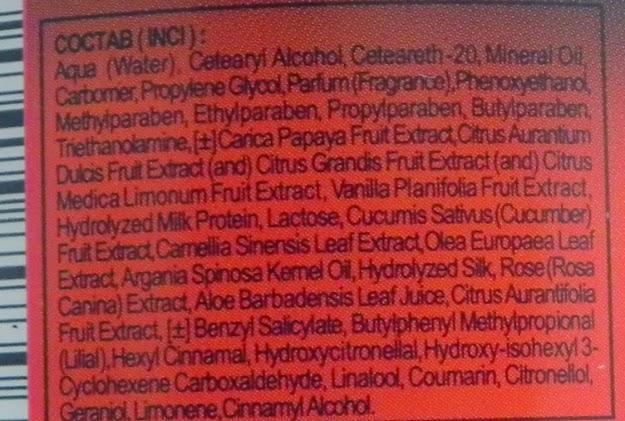 СОСТАВ (INCI):
Aqua (Water), Cetearyl Alcohol, Ceteareth-20, Mineral Oil,
Carbomer, Propylene Glycol, Parfum (Fragrance), Phenoxyethanol,
Methylparaben, Ethylparaben, Propylparaben, Butylparaben,
Triethanolamine, [±] Carica Papaya Fruit Extract, Citrus Aurantium
Dulcis Fruit Extract (and) Citrus Grandis Fruit Extract (and) Citrus
Medica Limonum Fruit Extract, Vanilla Planifolia Fruit Extract,
Hydrolyzed Milk Protein, Lactose, Cucumis Sativus (Cucumber)
Fruit Extract, Camellia Sinensis Leaf Extract, Olea Europaea Leaf
Extract, Argania Spinosa Kernel Oil, Hydrolyzed Silk, Rose (Rosa
Canina) Extract, Aloe Barbadensis Leaf Juice, Citrus Aurantifolia
Fruit Extract, [±] Benzyl Salicylate, Butylphenyl Methylpropional
(Lilial), Hexyl Cinnamal, Hydroxycitronellal, Hydroxy-isohexyl 3-
Cyclohexene Carboxaldehyde, Linalool, Coumarin, Citronellol,
Geraniol, Limonene, Cinnamyl Alcohol.